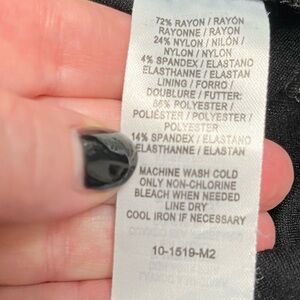 72% RAYON / RAYÓN
RAYONNE / RAYON
24% NYLON / NILÓN /
NYLON / NYLON
4% SPANDEX / ELASTANO
ELASTHANNE / ELASTAN
LINING / FORRO /
DOUBLURE / FUTTER:
86% POLYESTER /
POLIÉSTER / POLYESTER /
POLYESTER
14% SPANDEX / ELASTANO
ELASTHANNE / ELASTAN
MACHINE WASH COLD
ONLY NON-CHLORINE
BLEACH WHEN NEEDED
LINE DRY
COOL IRON IF NECESSARY
10-1519-M2